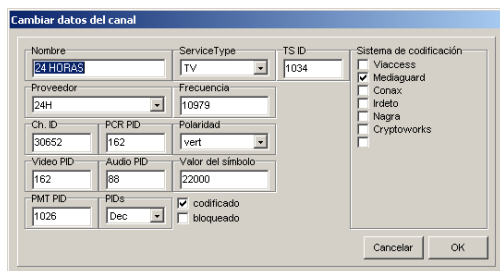 Cambiar datos del canal
Nombre ServiceType TS ID Sistema de codificación
24 HORAS TV 1034 Viaccess
Mediaguard
Proveedor Frecuencia Conax
24H 10979 Irdeto
Nagra
Ch. ID PCR PID Polaridad Cryptoworks
30652 162 vert
Video PID Audio PID Valor del símbolo
162 88 22000
PMT PID PIDs codificado
1026 Dec bloqueado
Cancelar OK